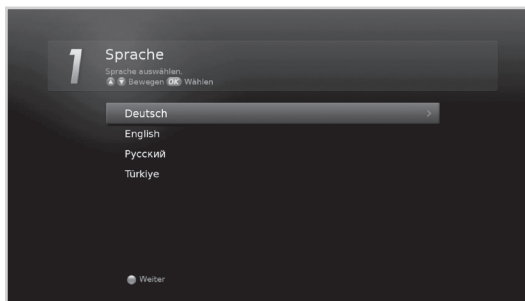 1
Sprache
Sprache auswählen.
Bewegen OK Wählen
Deutsch
English
Русский
Türkiye
Weiter